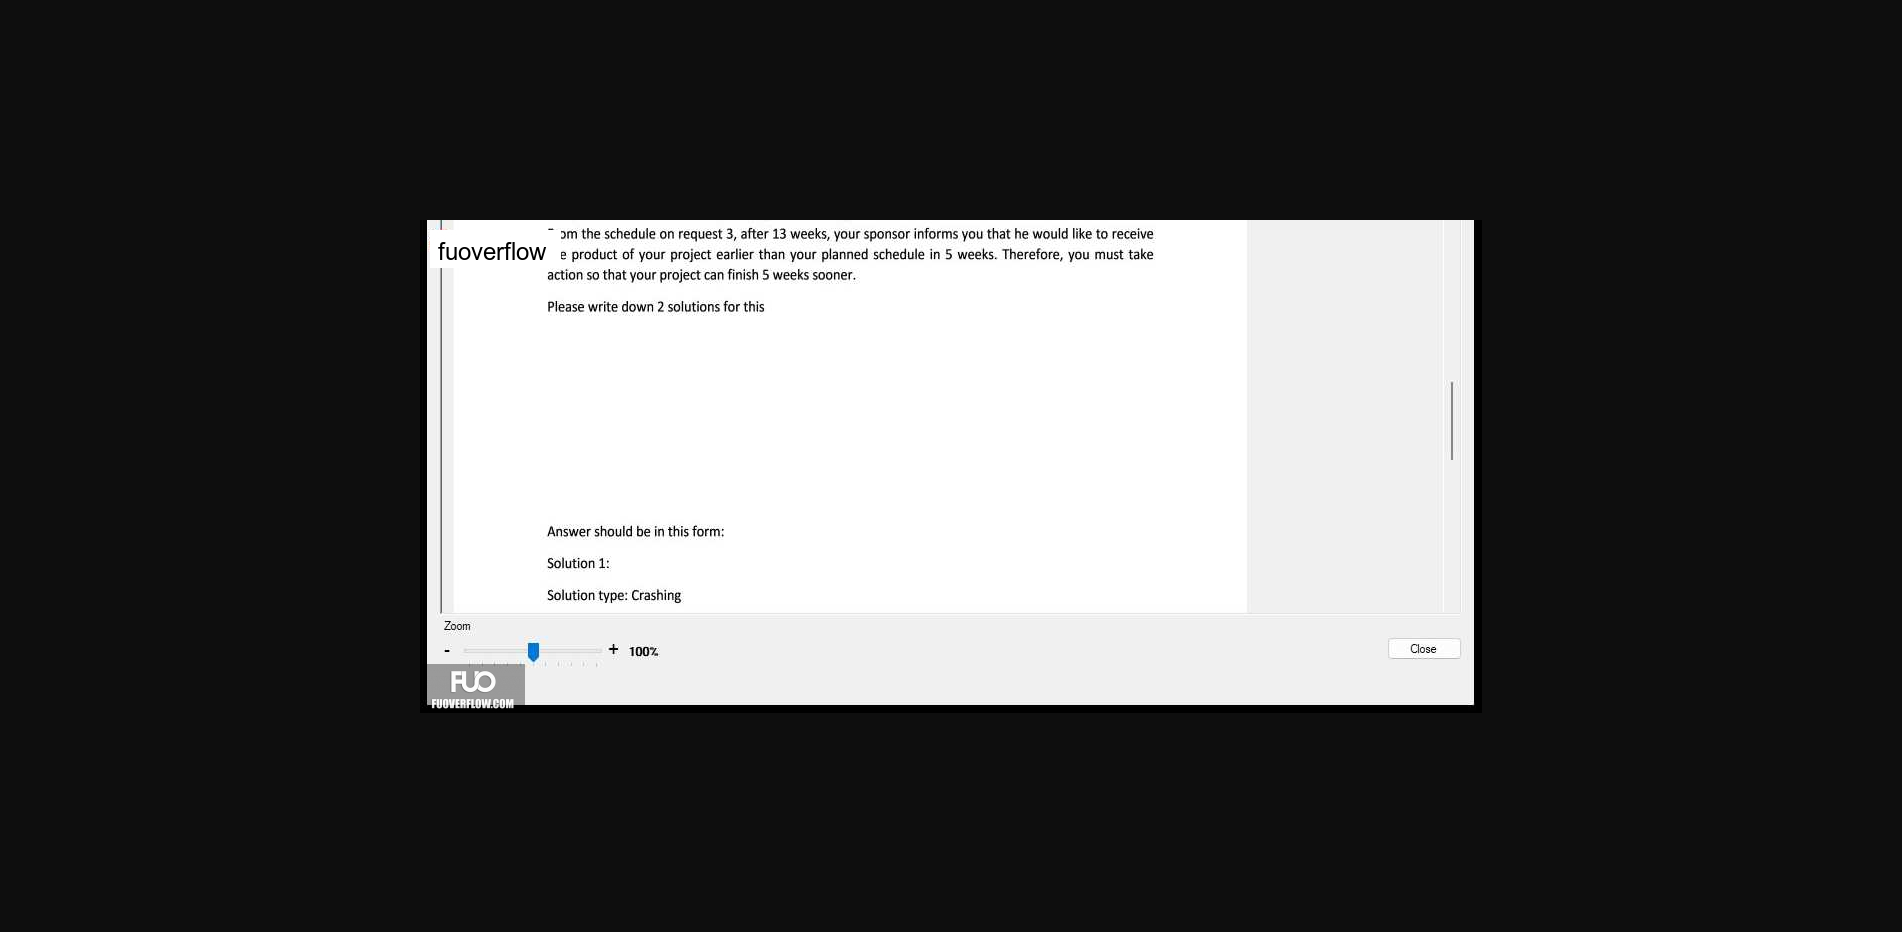 om the schedule on request 3, after 13 weeks, your sponsor informs you that he would like to receive
fuoverflow
e product of your project earlier than your planned schedule in 5 weeks. Therefore, you must take
action so that your project can finish 5 weeks sooner.
Please write down 2 solutions for this
Answer should be in this form:
Solution 1:
Solution type: Crashing
Zoom
- + 100%
Close
FUO
FUOVERFLOW.COM